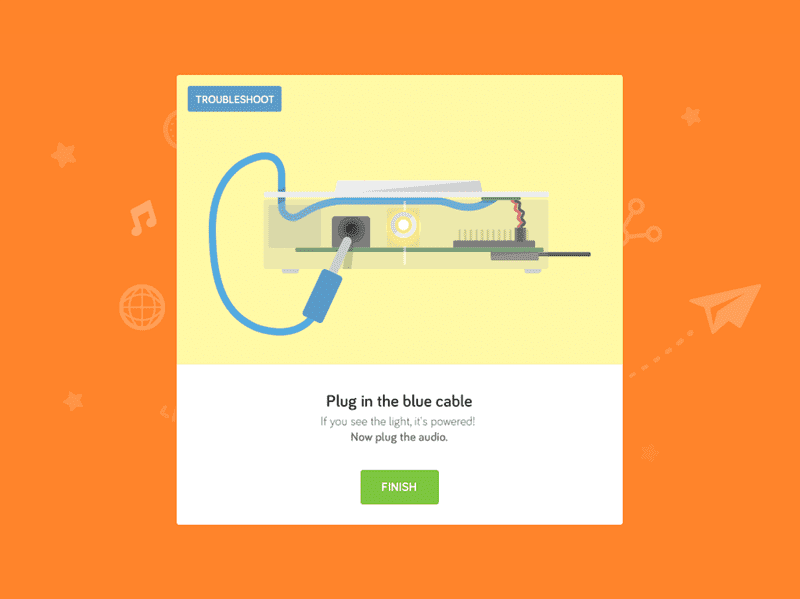 TROUBLESHOOT
Plug in the blue cable
If you see the light, it's powered!
Now plug the audio.
FINISH